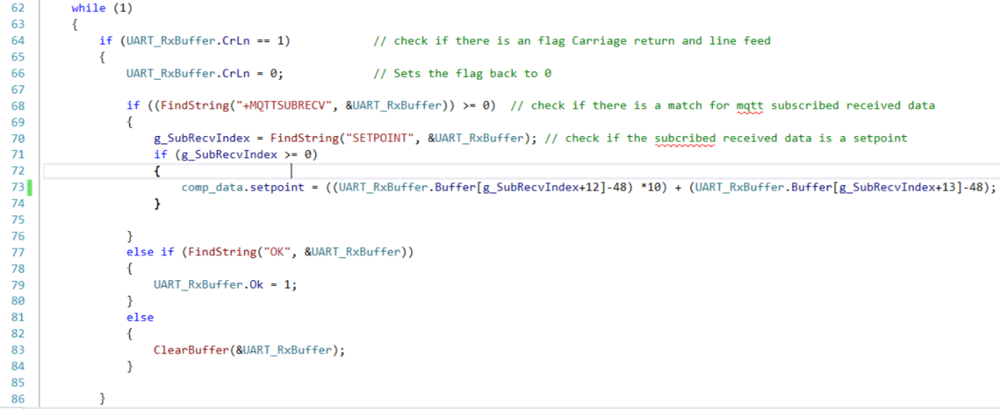 62 while (1)
63 {
64 if (UART_RxBuffer.CrLn == 1) // check if there is an flag Carriage return and line feed
65 {
66 UART_RxBuffer.CrLn = 0; // Sets the flag back to 0
67
68 if ((FindString("+MQTTSUBRECV", &UART_RxBuffer)) >= 0) // check if there is a match for mqtt subscribed received data
69 {
70 g_SubRecvIndex = FindString("SETPOINT", &UART_RxBuffer); // check if the subcribed received data is a setpoint
71 if (g_SubRecvIndex >= 0)
72 {
73 comp_data.setpoint = ((UART_RxBuffer.Buffer[g_SubRecvIndex+12]-48) *10) + (UART_RxBuffer.Buffer[g_SubRecvIndex+13]-48);
74 }
75
76 }
77 else if (FindString("OK", &UART_RxBuffer))
78 {
79 UART_RxBuffer.Ok = 1;
80 }
81 else
82 {
83 ClearBuffer(&UART_RxBuffer);
84 }
85
86 }